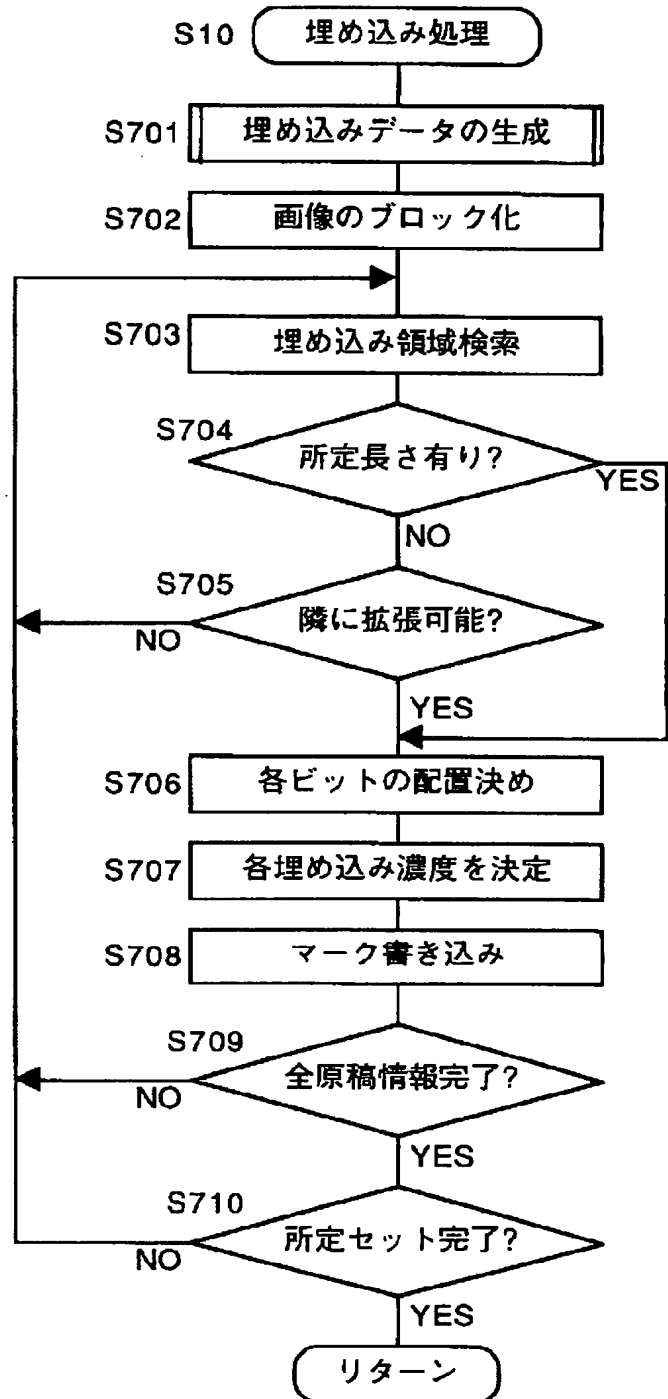 S10 埋め込み処理
S701 埋め込みデータの生成
S702 画像のブロック化
S703 埋め込み領域検索
S704 所定長さ有り?
YES
NO
S705 隣に拡張可能?
NO
YES
S706 各ビットの配置決め
S707 各埋め込み濃度を決定
S708 マーク書き込み
S709 全原稿情報完了?
NO
YES
S710 所定セット完了?
NO
YES
リターン